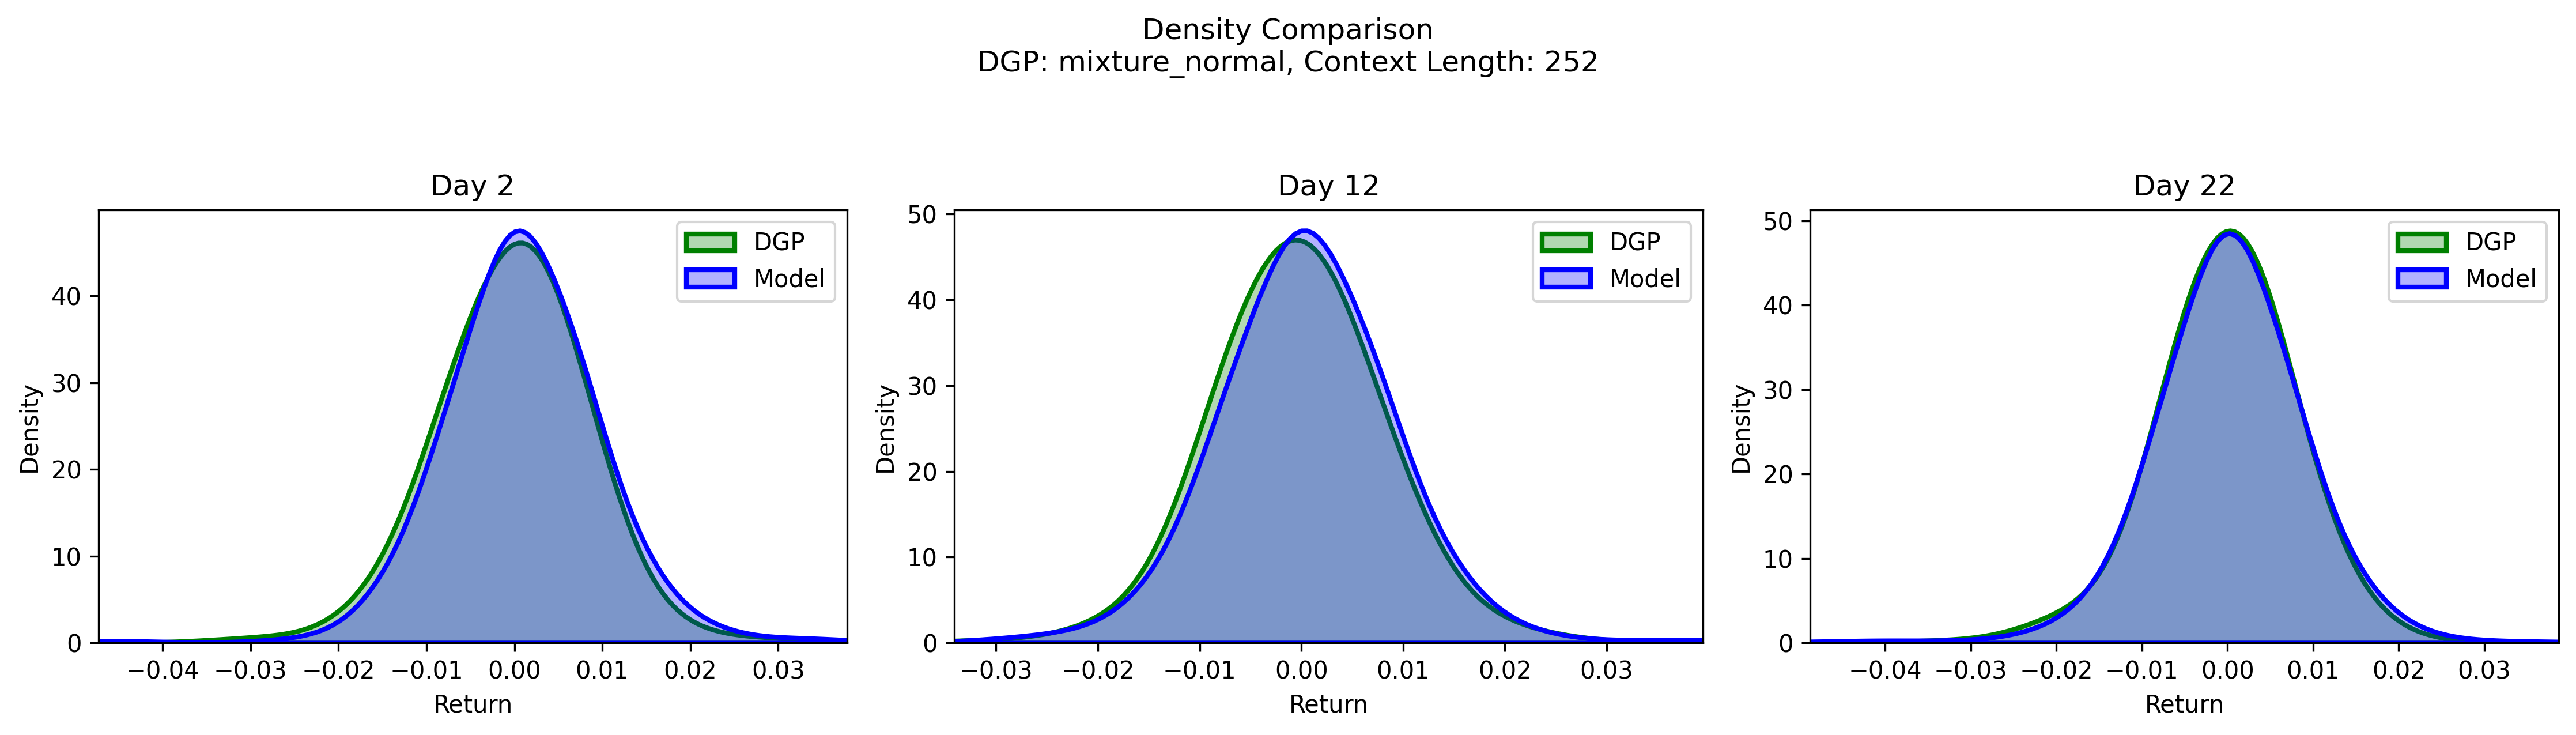 Density Comparison
DGP: mixture_normal, Context Length: 252
Day 2
DGP
Model
Density
40
30
20
10
0
−0.04 −0.03 −0.02 −0.01 0.00 0.01 0.02 0.03
Return
Day 12
DGP
Model
Density
50
40
30
20
10
0
−0.03 −0.02 −0.01 0.00 0.01 0.02 0.03
Return
Day 22
DGP
Model
Density
50
40
30
20
10
0
−0.04 −0.03 −0.02 −0.01 0.00 0.01 0.02 0.03
Return